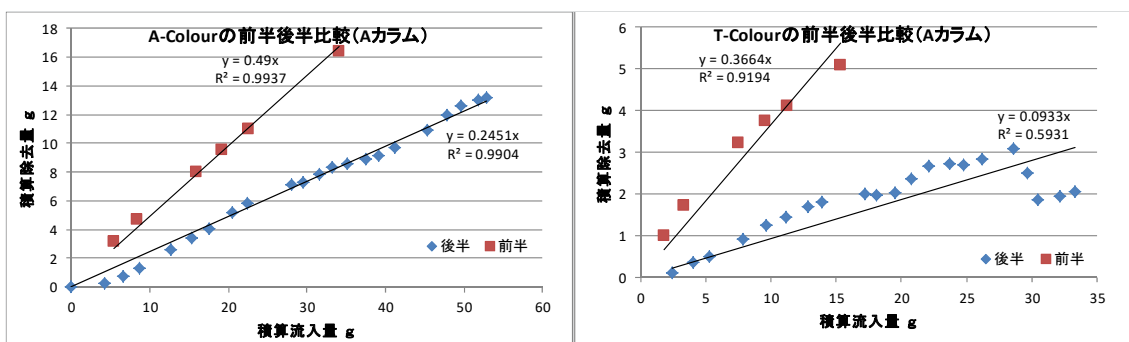 A-Colourの前半後半比較(Aカラム)
y = 0.49x
R² = 0.9937
y = 0.2451x
R² = 0.9904
積算除去量 g
18
16
14
12
10
8
6
4
2
0
◆後半 ■前半
0 10 20 30 40 50 60
積算流入量 g
T-Colourの前半後半比較(Aカラム)
y = 0.3664x
R² = 0.9194
y = 0.0933x
R² = 0.5931
積算除去量 g
6
5
4
3
2
1
0
◆後半 ■前半
0 5 10 15 20 25 30 35
積算流入量 g